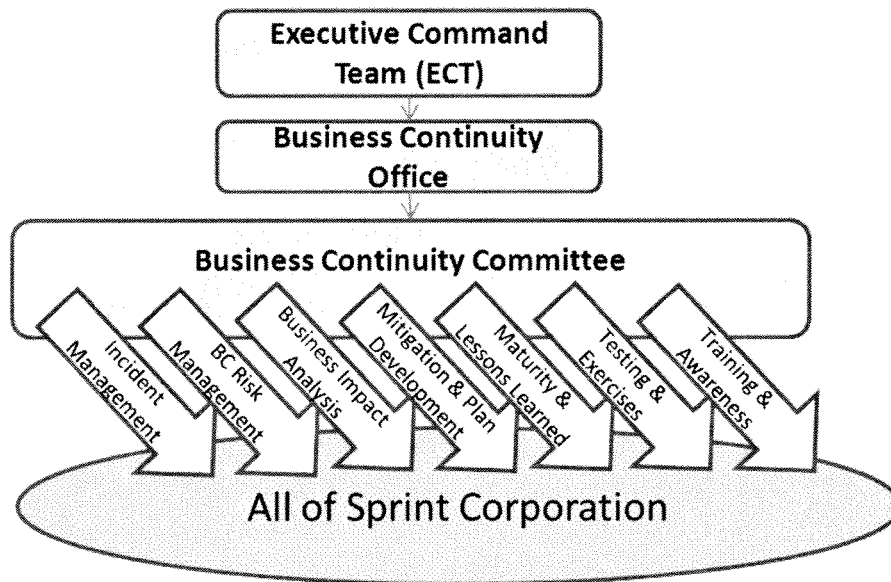 Executive Command
Team (ECT)
Business Continuity
Office
Business Continuity Committee
Incident
Management
BC Risk
Management
Business Impact
Analysis
Mitigation & Plan
Development
Maturity &
Lessons Learned
Testing &
Exercises
Training &
Awareness
All of Sprint Corporation